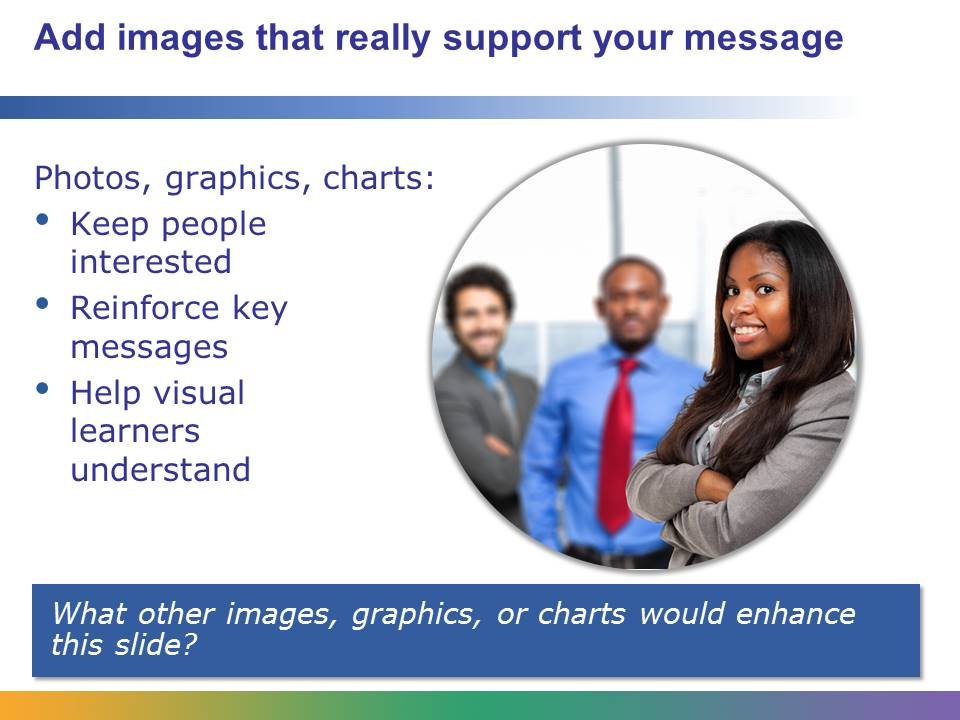 Add images that really support your message
Photos, graphics, charts:
• Keep people
interested
• Reinforce key
messages
• Help visual
learners
understand
What other images, graphics, or charts would enhance
this slide?